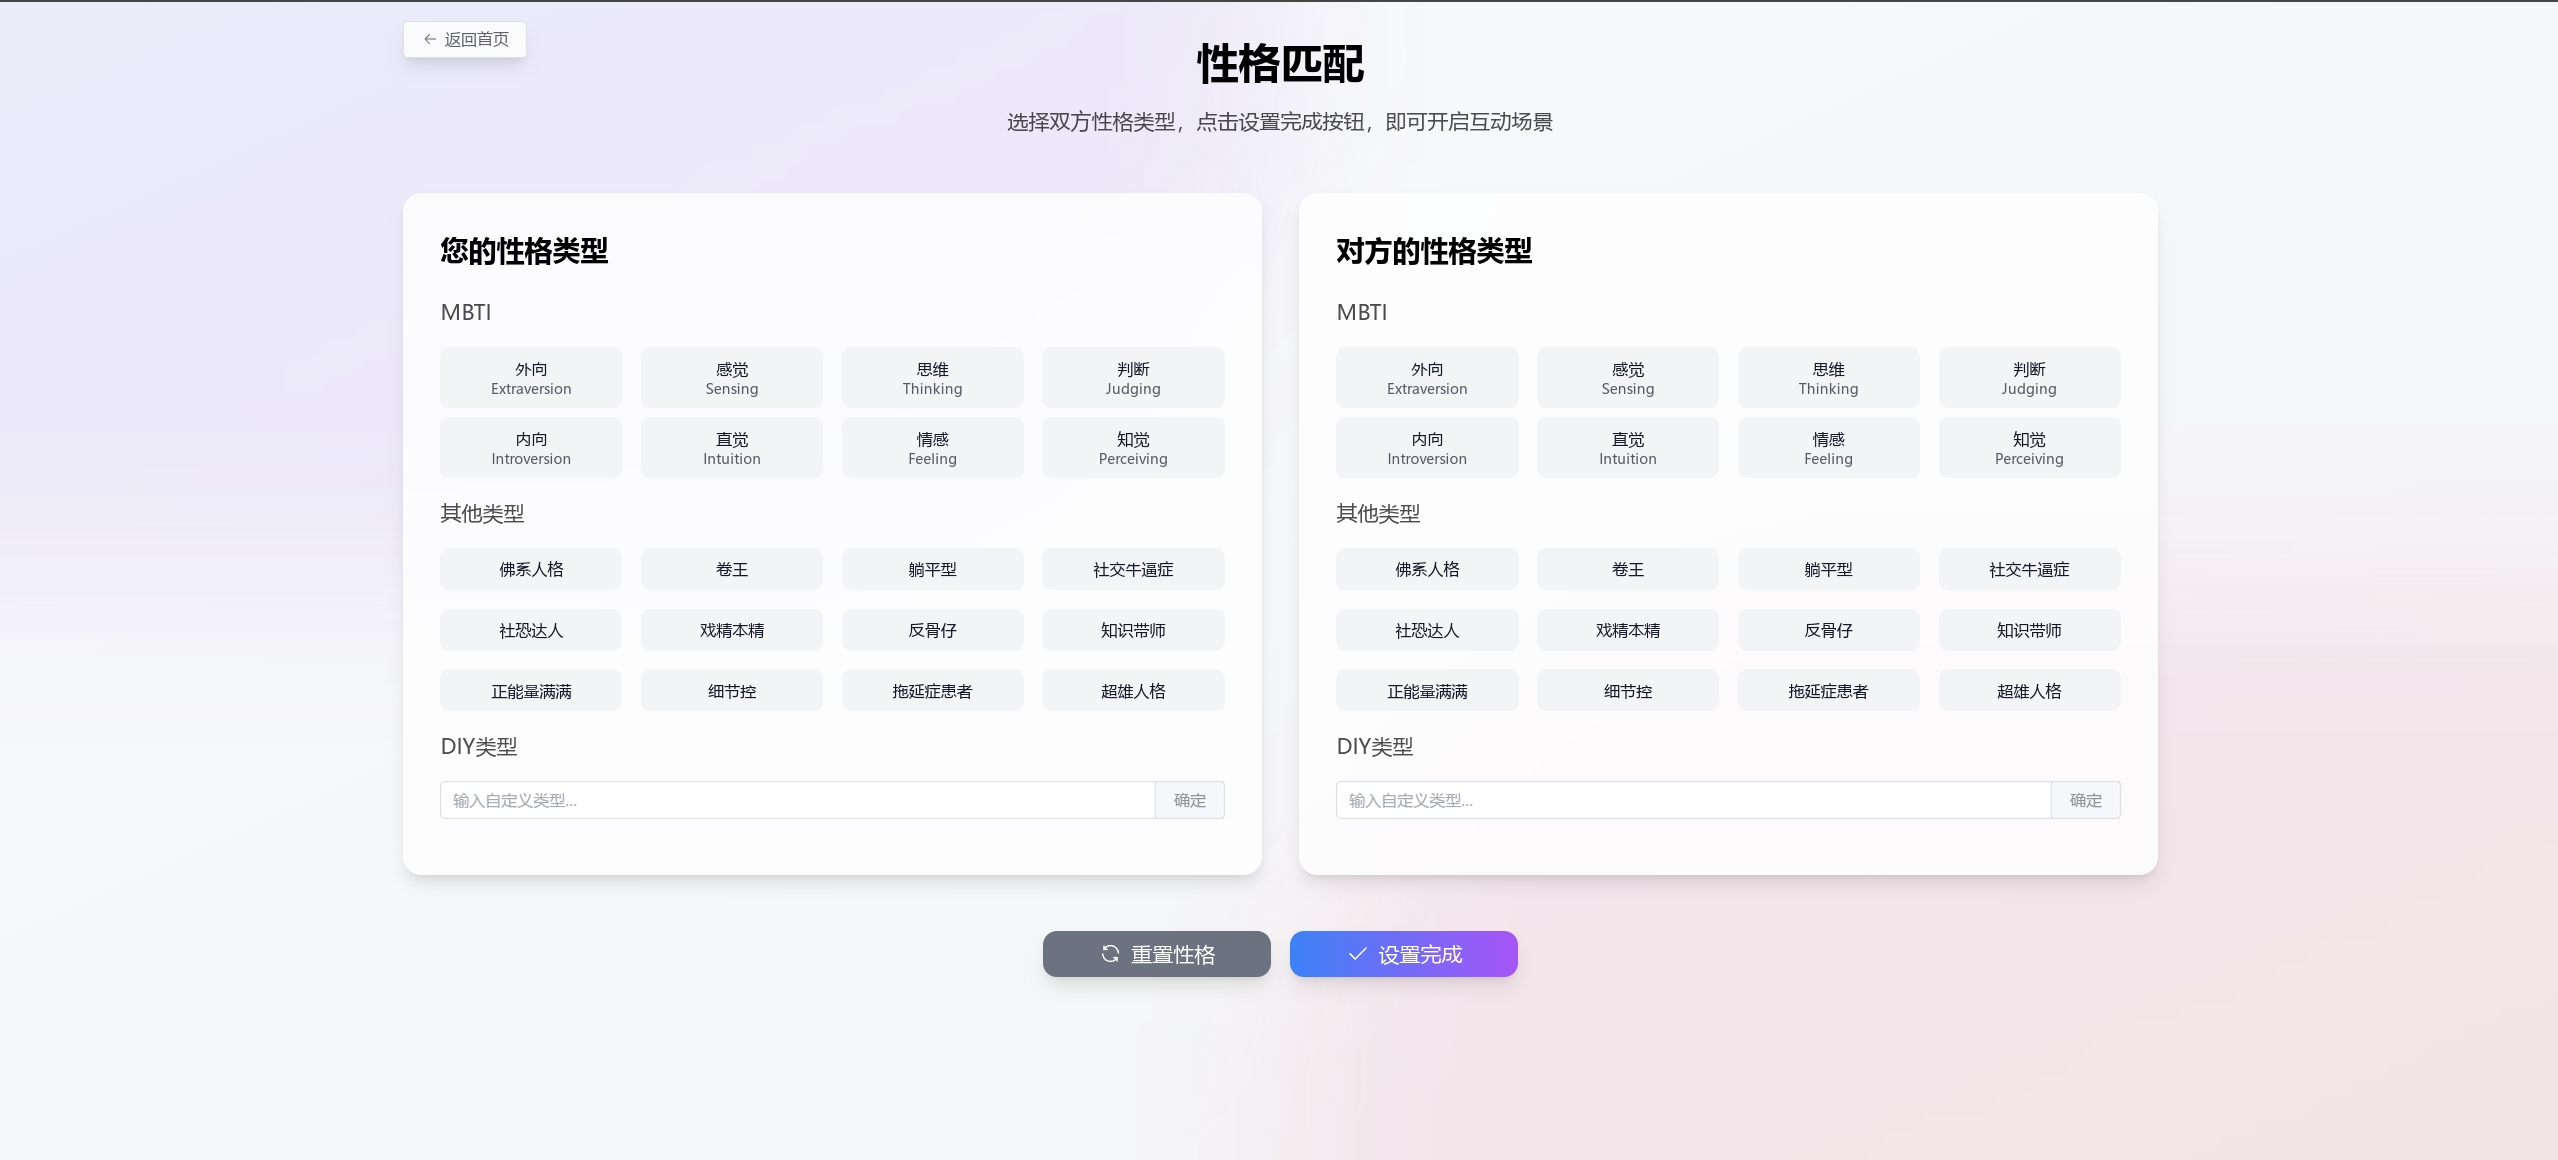 返回首页
性格匹配
选择双方性格类型，点击设置完成按钮，即可开启互动场景
您的性格类型
MBTI
外向 感觉 思维 判断
Extraversion Sensing Thinking Judging
内向 直觉 情感 知觉
Introversion Intuition Feeling Perceiving
其他类型
佛系人格 卷王 躺平型 社交牛逼症
社恐达人 戏精本精 反骨仔 知识带师
正能量满满 细节控 拖延症患者 超雄人格
DIY类型
输入自定义类型... 确定
对方的性格类型
MBTI
外向 感觉 思维 判断
Extraversion Sensing Thinking Judging
内向 直觉 情感 知觉
Introversion Intuition Feeling Perceiving
其他类型
佛系人格 卷王 躺平型 社交牛逼症
社恐达人 戏精本精 反骨仔 知识带师
正能量满满 细节控 拖延症患者 超雄人格
DIY类型
输入自定义类型... 确定
重置性格 设置完成